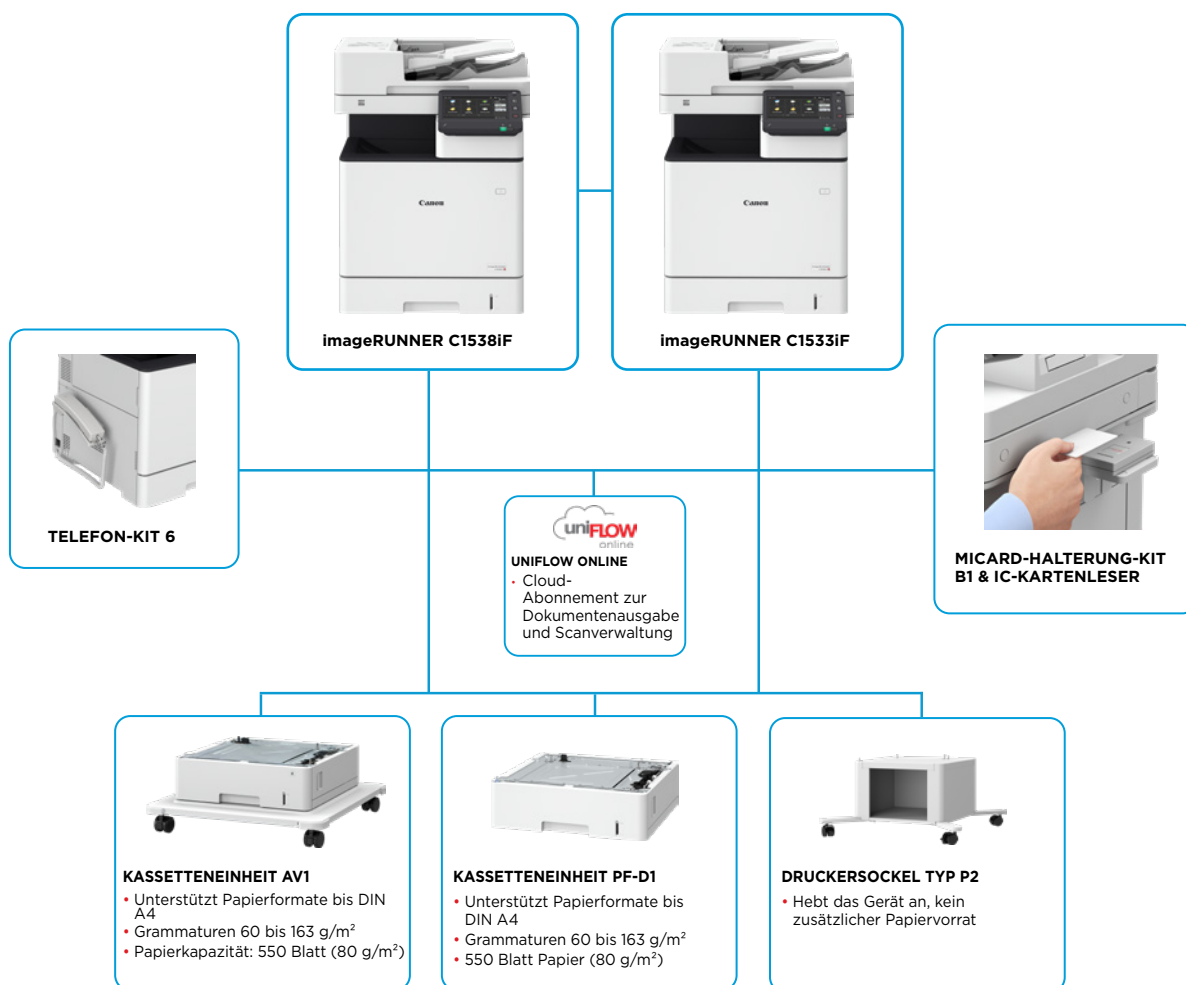 Canon
Canon
imageRUNNER C1538iF
imageRUNNER C1533iF
TELEFON-KIT 6
uniFLOW
online
UNIFLOW ONLINE
• Cloud-
Abonnement zur
Dokumentenausgabe
und Scanverwaltung
MICARD-HALTERUNG-KIT
B1 & IC-KARTENLESER
KASSETTENEINHEIT AV1
• Unterstützt Papierformate bis DIN
A4
• Grammaturen 60 bis 163 g/m²
• Papierkapazität: 550 Blatt (80 g/m²)
KASSETTENEINHEIT PF-D1
• Unterstützt Papierformate bis
DIN A4
• Grammaturen 60 bis 163 g/m²
• 550 Blatt Papier (80 g/m²)
DRUCKERSOCKEL TYP P2
• Hebt das Gerät an, kein
zusätzlicher Papiervorrat